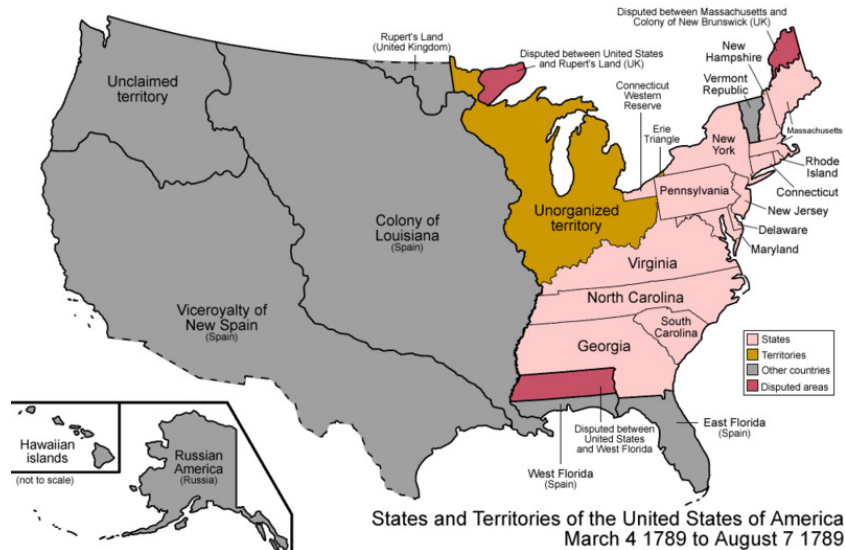 Disputed between Massachusetts and
Colony of New Brunswick (UK)
Rupert's Land
(United Kingdom)
Disputed between United States
and Rupert's Land (UK)
New
Hampshire
Vermont
Republic
Unclaimed
territory
Connecticut
Western
Reserve
Erie
Triangle
Massachusetts
New
York
Rhode
Island
Connecticut
Pennsylvania
New Jersey
Delaware
Maryland
Colony of
Louisiana
(Spain)
Unorganized
territory
Virginia
North Carolina
South
Carolina
Georgia
Viceroyalty of
New Spain
(Spain)
States
Territories
Other countries
Disputed areas
Hawaiian
islands
(not to scale)
Russian
America
(Russia)
Disputed between
United States
and West Florida
East Florida
(Spain)
West Florida
(Spain)
States and Territories of the United States of America
March 4 1789 to August 7 1789